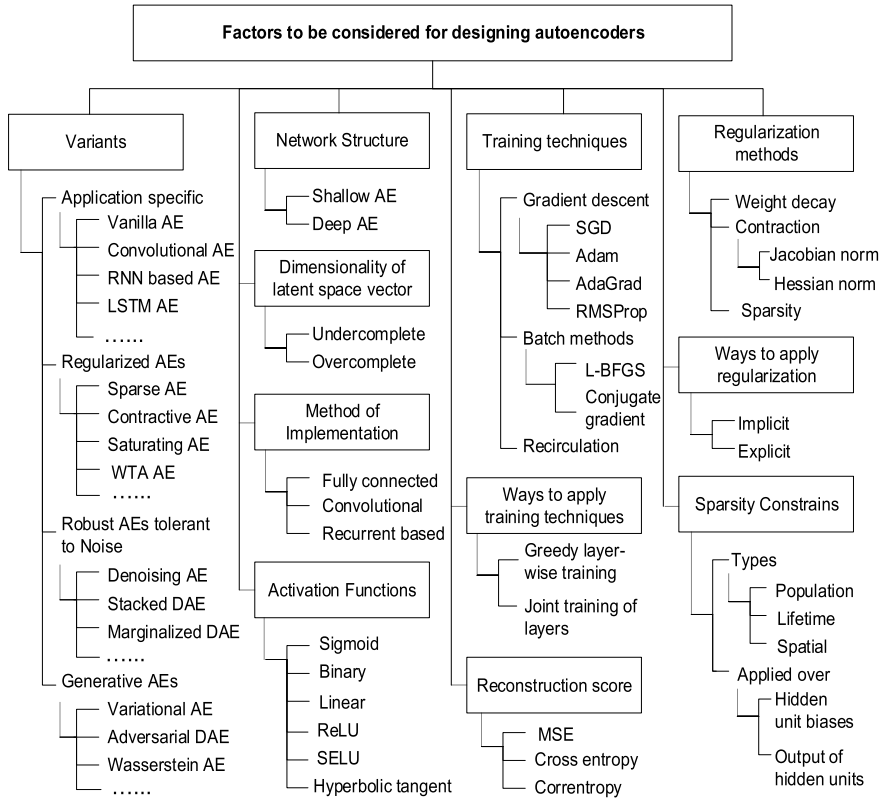 Factors to be considered for designing autoencoders
Variants
Application specific
Vanilla AE
Convolutional AE
RNN based AE
LSTM AE
......
Regularized AEs
Sparse AE
Contractive AE
Saturating AE
WTA AE
......
Robust AEs tolerant
to Noise
Denoising AE
Stacked DAE
Marginalized DAE
......
Generative AEs
Variational AE
Adversarial DAE
Wasserstein AE
......
Network Structure
Shallow AE
Deep AE
Dimensionality of
latent space vector
Undercomplete
Overcomplete
Method of
Implementation
Fully connected
Convolutional
Recurrent based
Activation Functions
Sigmoid
Binary
Linear
ReLU
SELU
Hyperbolic tangent
Training techniques
Gradient descent
SGD
Adam
AdaGrad
RMSProp
Batch methods
L-BFGS
Conjugate
gradient
Recirculation
Ways to apply
training techniques
Greedy layer-
wise training
Joint training of
layers
Reconstruction score
MSE
Cross entropy
Correntropy
Regularization
methods
Weight decay
Contraction
Jacobian norm
Hessian norm
Sparsity
Ways to apply
regularization
Implicit
Explicit
Sparsity Constrains
Types
Population
Lifetime
Spatial
Applied over
Hidden
unit biases
Output of
hidden units